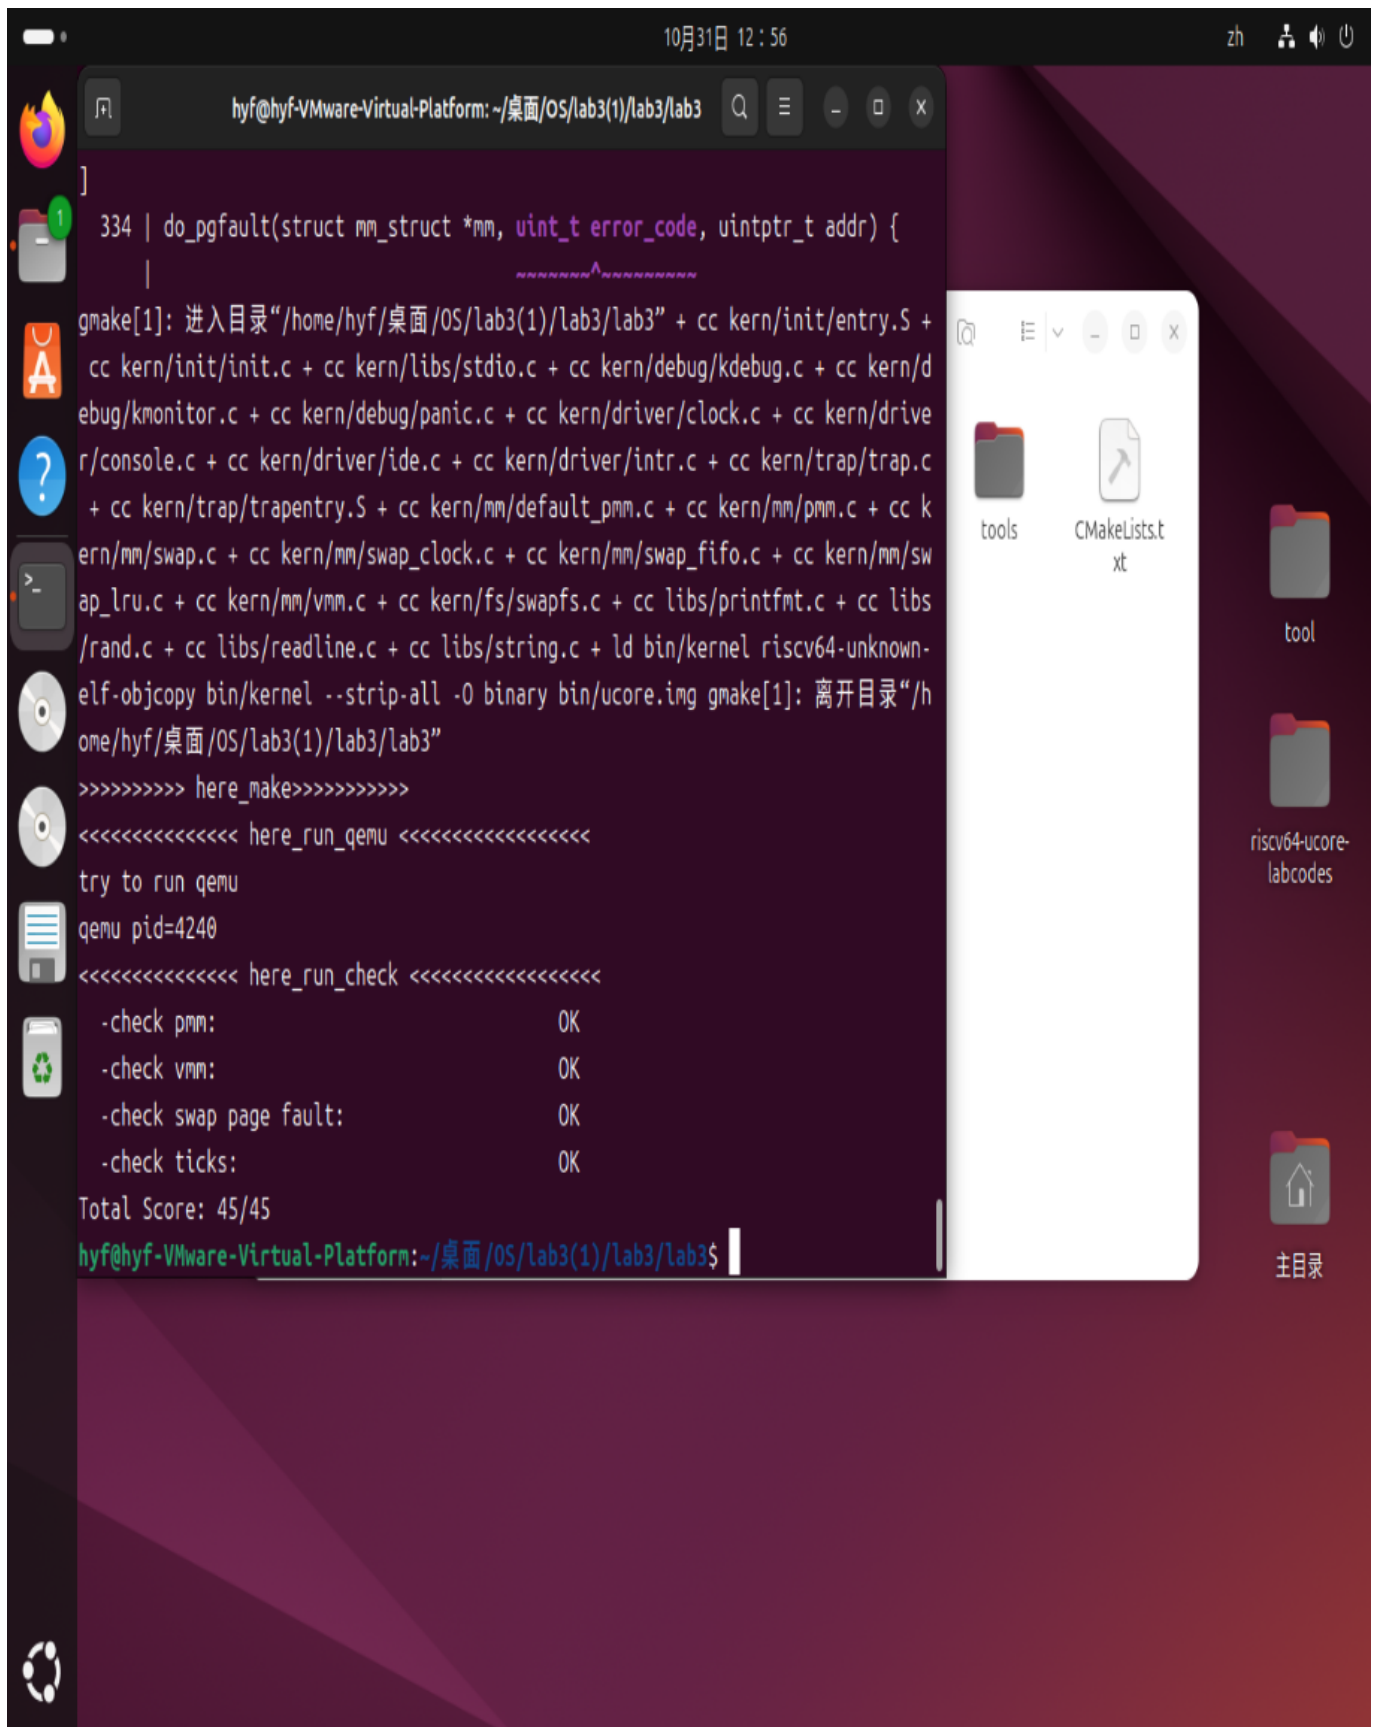 10月31日 12：56
zh
hyf@hyf-VMware-Virtual-Platform: ~/桌面/OS/lab3(1)/lab3/lab3
1
]
334 | do_pgfault(struct mm_struct *mm, uint_t error_code, uintptr_t addr) {
| ~~~~~~~^~~~~~~~~~
gmake[1]: 进入目录“/home/hyf/桌面/OS/lab3(1)/lab3/lab3” + cc kern/init/entry.S +
cc kern/init/init.c + cc kern/libs/stdio.c + cc kern/debug/kdebug.c + cc kern/d
ebug/kmonitor.c + cc kern/debug/panic.c + cc kern/driver/clock.c + cc kern/drive
r/console.c + cc kern/driver/ide.c + cc kern/driver/intr.c + cc kern/trap/trap.c
+ cc kern/trap/trapentry.S + cc kern/mm/default_pmm.c + cc kern/mm/pmm.c + cc k
ern/mm/swap.c + cc kern/mm/swap_clock.c + cc kern/mm/swap_fifo.c + cc kern/mm/sw
ap_lru.c + cc kern/mm/vmm.c + cc kern/fs/swapfs.c + cc libs/printfmt.c + cc libs
/rand.c + cc libs/readline.c + cc libs/string.c + ld bin/kernel riscv64-unknown-
elf-objcopy bin/kernel --strip-all -O binary bin/ucore.img gmake[1]: 离开目录“/h
ome/hyf/桌面/OS/lab3(1)/lab3/lab3”
>>>>>>>>>> here_make>>>>>>>>>>>
<<<<<<<<<<<<<<< here_run_qemu <<<<<<<<<<<<<<<<<<
try to run qemu
qemu pid=4240
<<<<<<<<<<<<<<< here_run_check <<<<<<<<<<<<<<<<<<
-check pmm: OK
-check vmm: OK
-check swap page fault: OK
-check ticks: OK
Total Score: 45/45
hyf@hyf-VMware-Virtual-Platform:~/桌面/OS/lab3(1)/lab3/lab3$
tools
CMakeLists.t
xt
tool
riscv64-ucore-
labcodes
主目录